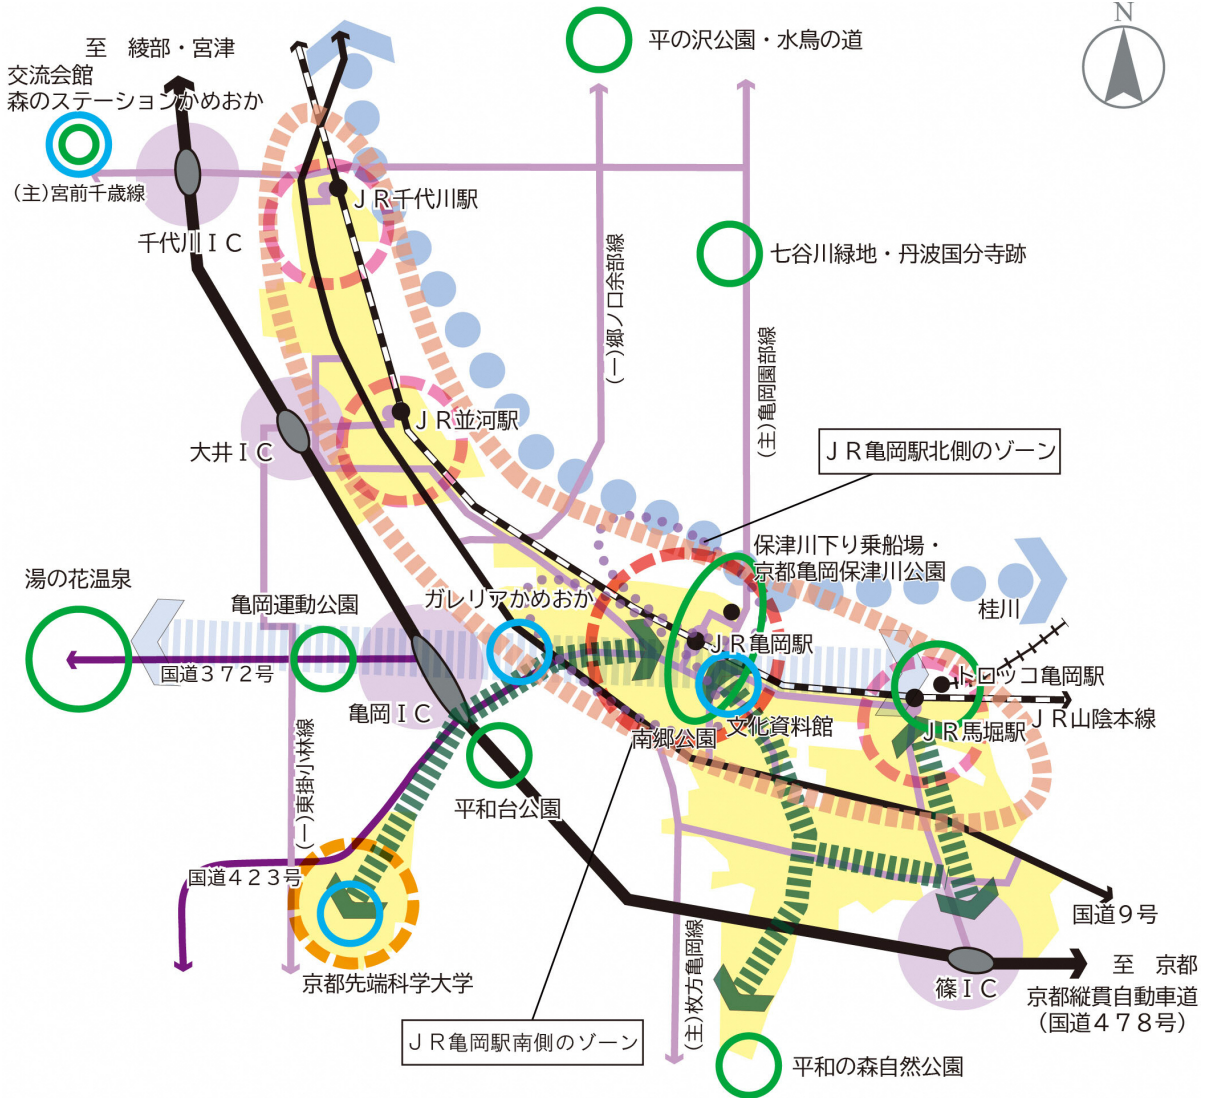 N
平の沢公園・水鳥の道
至　綾部・宮津
交流会館
森のステーションかめおか
(主)宮前千歳線
ＪＲ千代川駅
千代川ＩＣ
七谷川緑地・丹波国分寺跡
(一)郷ノ口余部線
(主)亀岡園部線
ＪＲ並河駅
大井ＩＣ
ＪＲ亀岡駅北側のゾーン
保津川下り乗船場・
京都亀岡保津川公園
湯の花温泉
亀岡運動公園
ガレリアかめおか
桂川
ＪＲ亀岡駅
国道３７２号
トロッコ亀岡駅
亀岡ＩＣ
ＪＲ山陰本線
文化資料館
南郷公園
ＪＲ馬堀駅
(一)東掛小林線
平和台公園
国道４２３号
国道９号
京都先端科学大学
(主)枚方亀岡線
至　京都
篠ＩＣ
京都縦貫自動車道
（国道４７８号）
ＪＲ亀岡駅南側のゾーン
平和の森自然公園